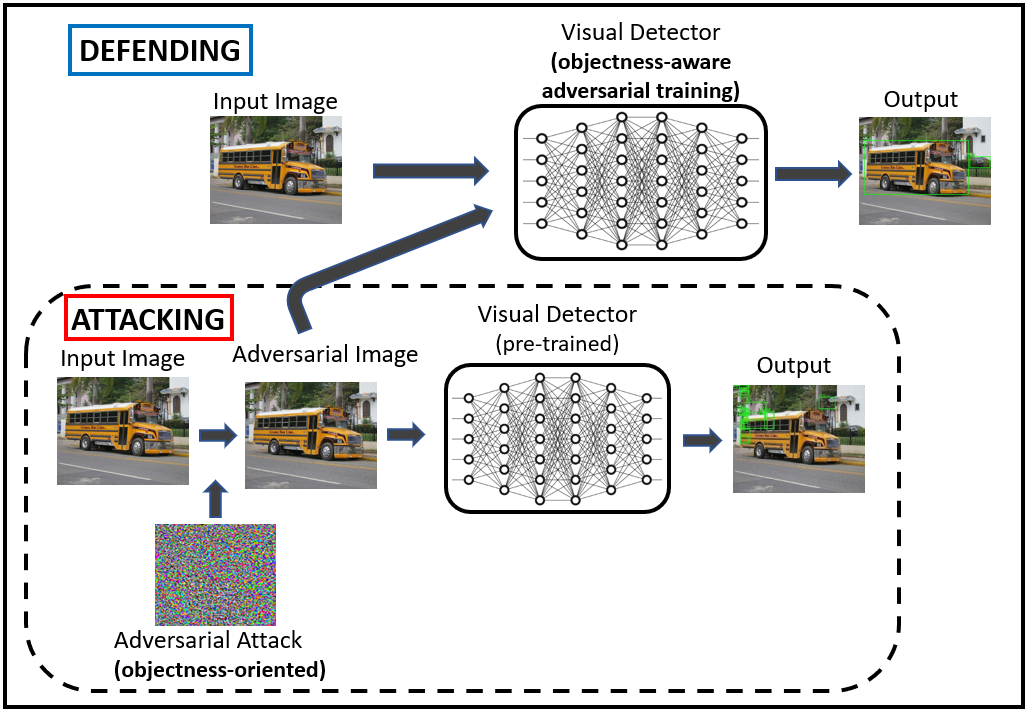 DEFENDING
Visual Detector
(objectness-aware
adversarial training)
Input Image
Output
ATTACKING
Input Image
Adversarial Image
Visual Detector
(pre-trained)
Output
Adversarial Attack
(objectness-oriented)